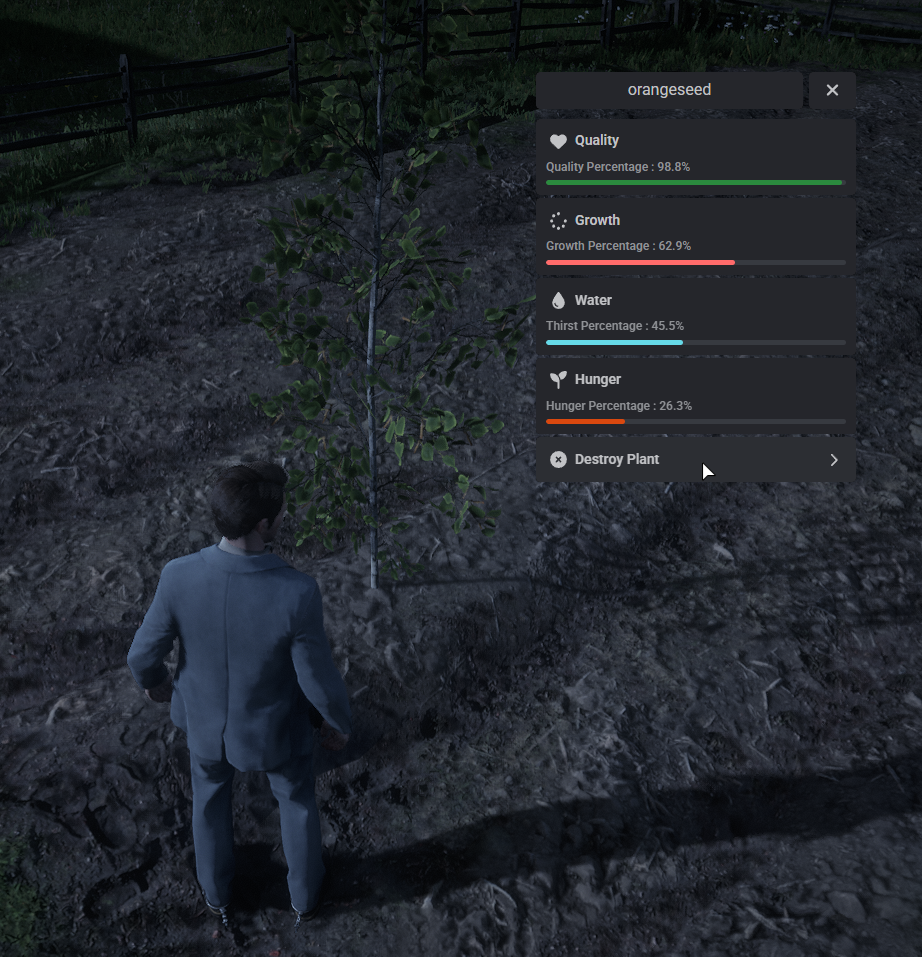 orangeseed
Quality
Quality Percentage : 98.8%
Growth
Growth Percentage : 62.9%
Water
Thirst Percentage : 45.5%
Hunger
Hunger Percentage : 26.3%
Destroy Plant